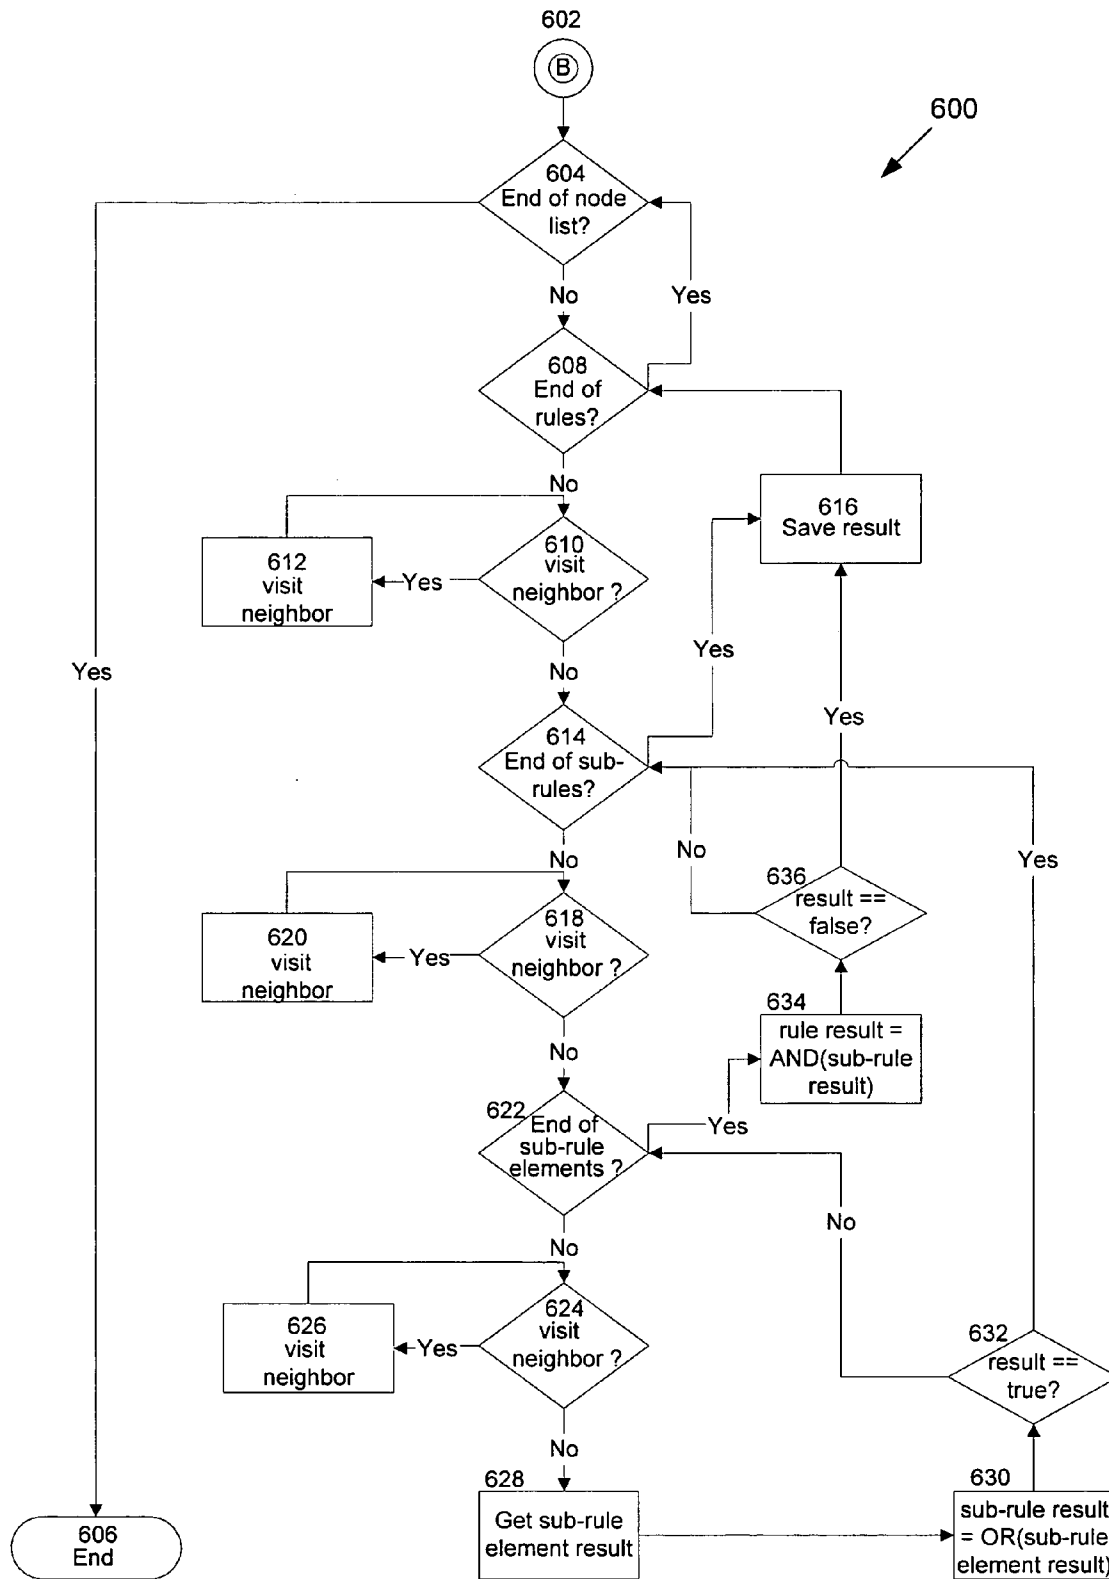 602
B
600
604
End of node
list?
No
Yes
608
End of
rules?
No
616
Save result
610
visit
neighbor ?
Yes
612
visit
neighbor
No
Yes
Yes
Yes
614
End of sub-
rules?
No
No
Yes
636
result ==
false?
618
visit
neighbor ?
Yes
620
visit
neighbor
634
rule result =
AND(sub-rule
result)
No
622
End of
sub-rule
elements ?
Yes
No
No
624
visit
neighbor ?
Yes
626
visit
neighbor
632
result ==
true?
No
628
Get sub-rule
element result
630
sub-rule result
= OR(sub-rule
element result)
606
End